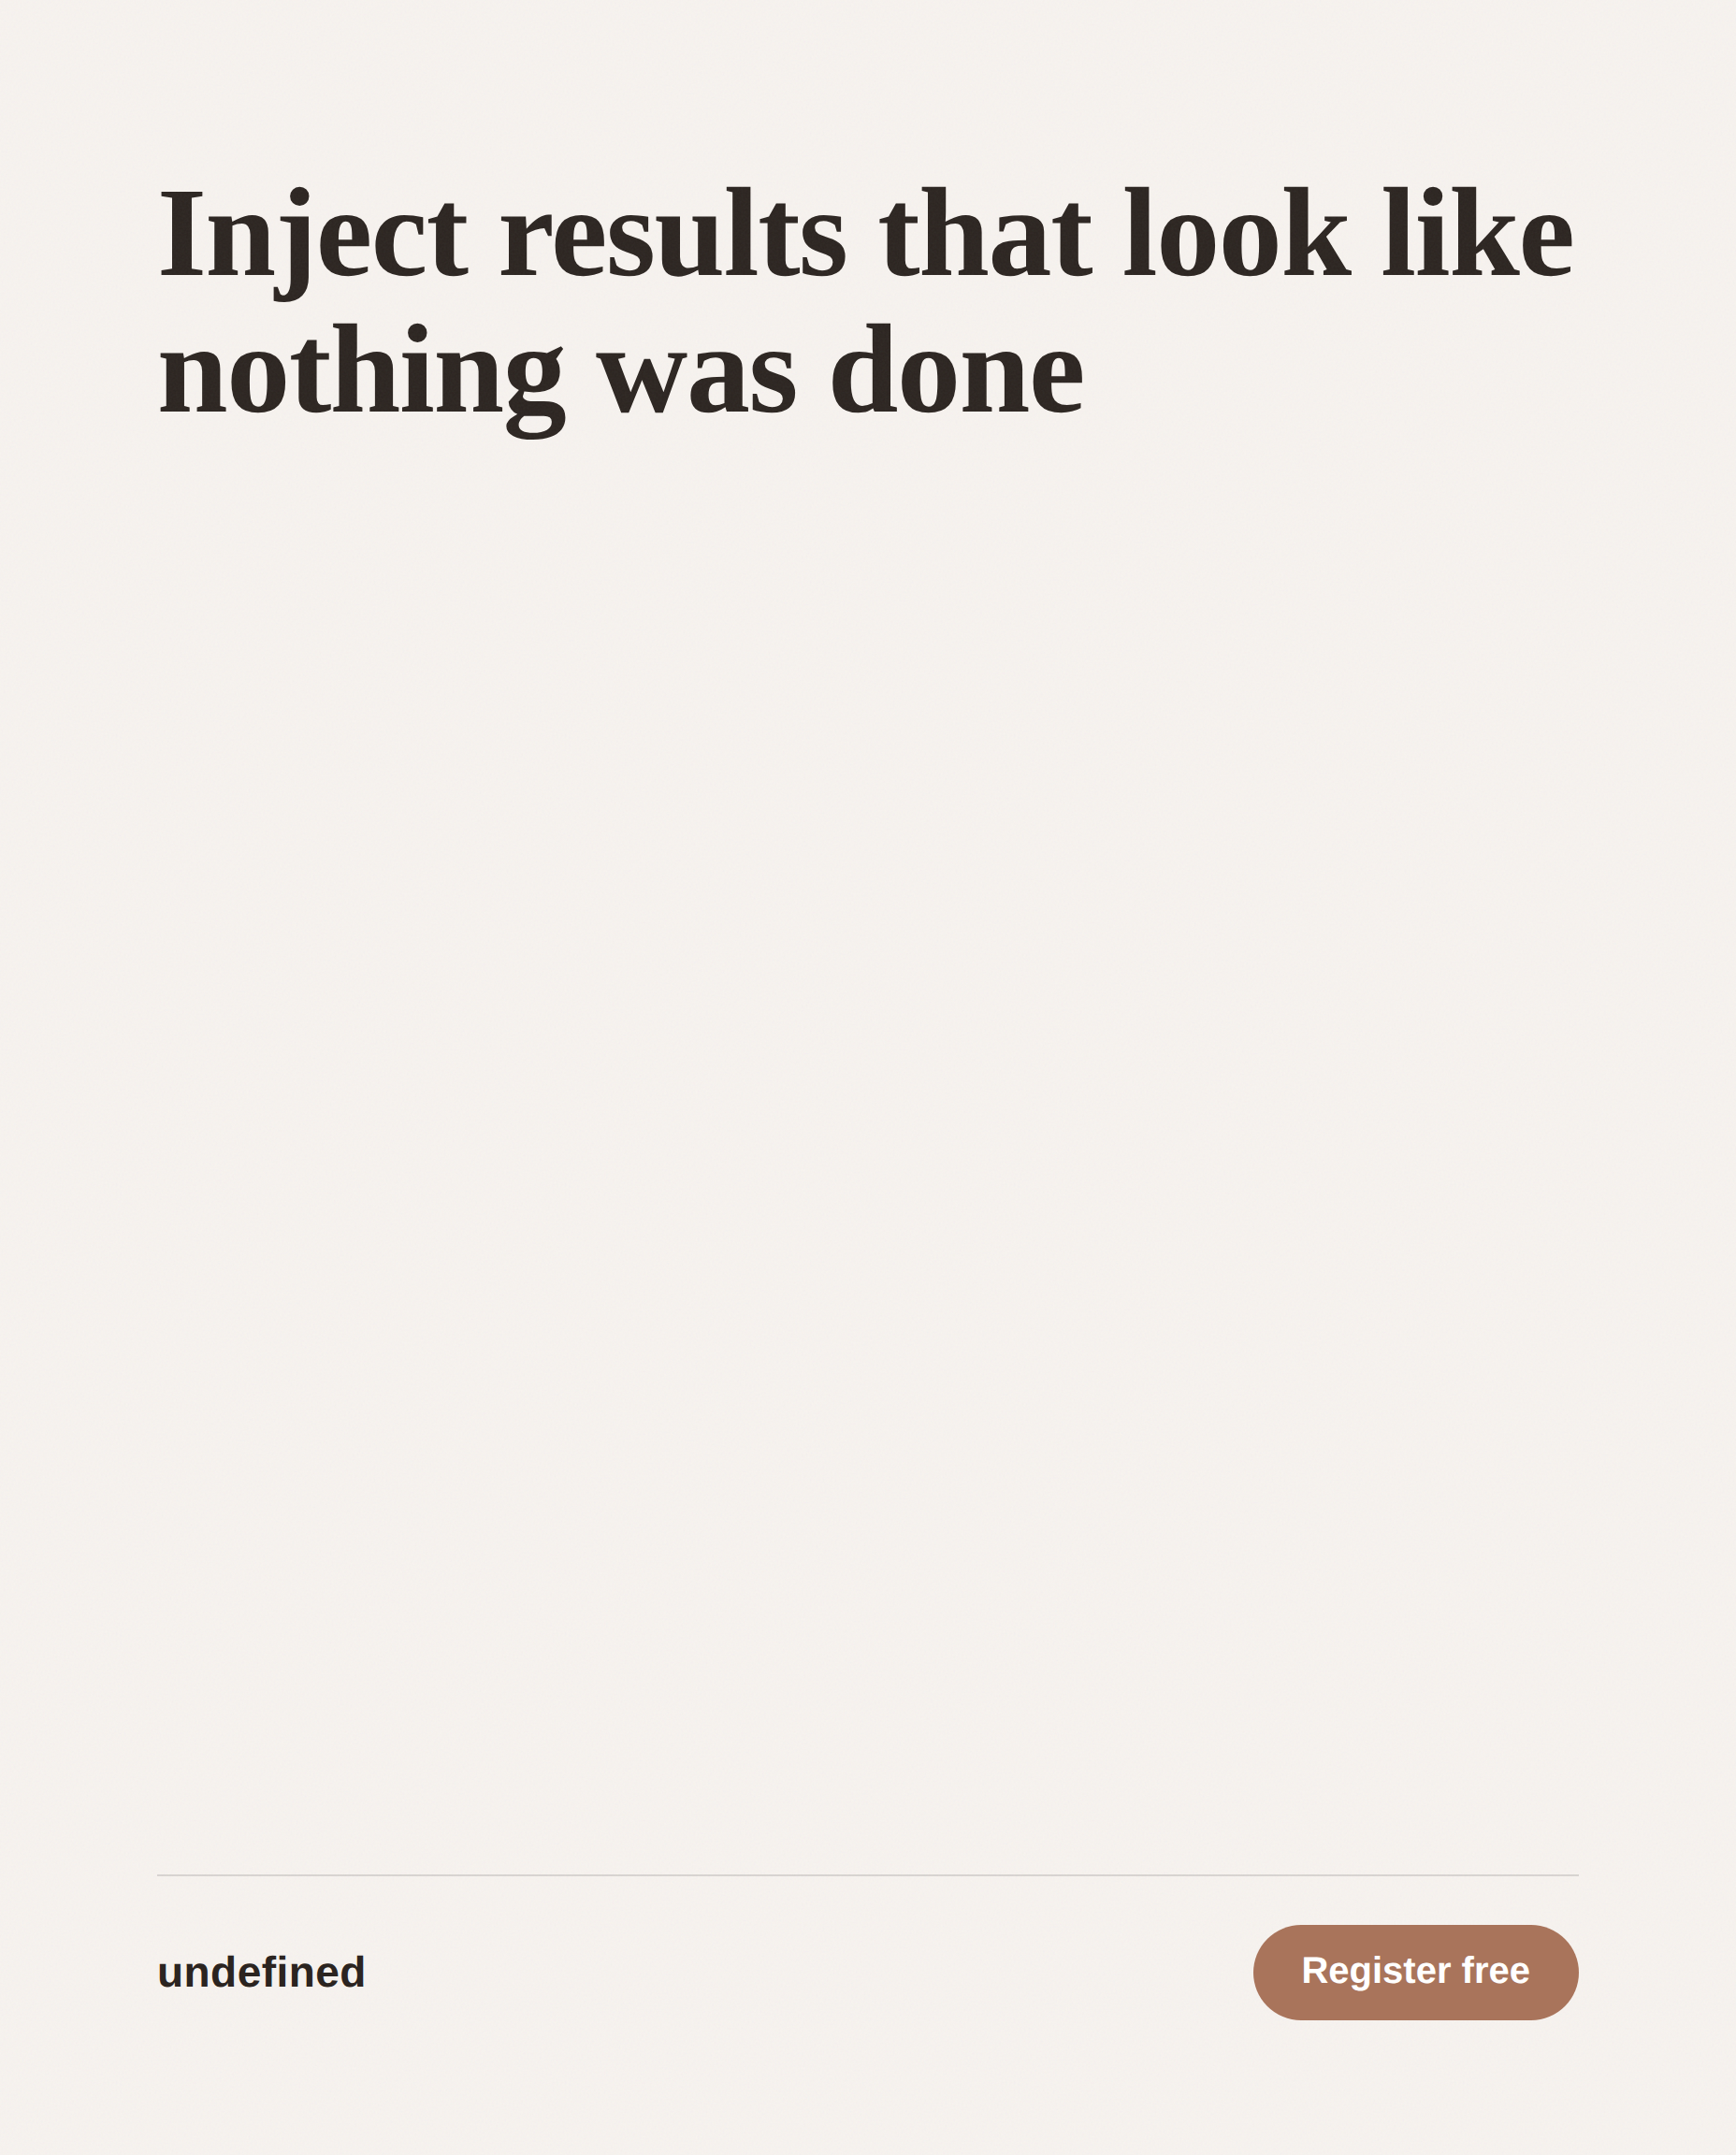 Inject results that look like
nothing was done
undefined
Register free